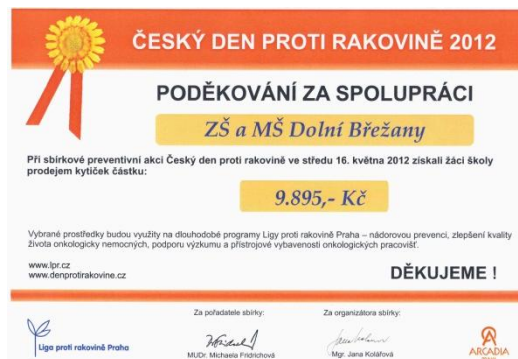 ČESKÝ DEN PROTI RAKOVINĚ 2012
PODĚKOVÁNÍ ZA SPOLUPRÁCI
ZŠ a MŠ Dolní Břežany
Při sbírkové preventivní akci Český den proti rakovině ve středu 16. května 2012 získali žáci školy
prodejem kytiček částku:
9.895,- Kč
Vybrané prostředky budou využity na dlouhodobé programy Ligy proti rakovině Praha – nádorovou prevenci, zlepšení kvality
života onkologicky nemocných, podporu výzkumu a přístrojové vybavenosti onkologických pracovišť.
www.lpr.cz
www.denprotirakovine.cz
DĚKUJEME !
Za pořadatele sbírky:
Za organizátora sbírky:
Liga proti rakovině Praha
MUDr. Michaela Fridrichová
Mgr. Jana Kolářová
ARCADIA